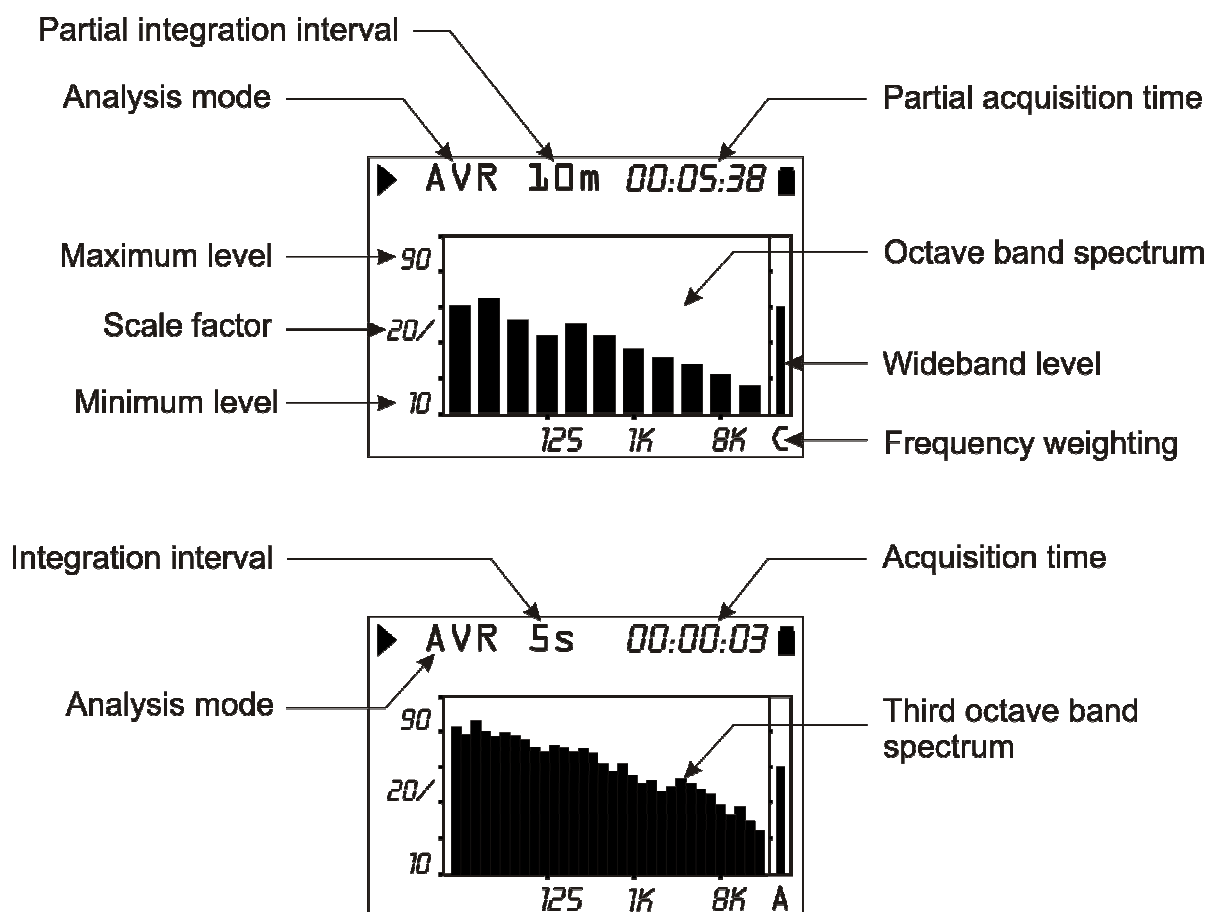 Partial integration interval
Analysis mode
Partial acquisition time
AVR 10m 00:05:38
Maximum level
90
Octave band spectrum
Scale factor
20/
Wideband level
Minimum level
10
125 1K 8K C
Frequency weighting
Integration interval
Acquisition time
AVR 5s 00:00:03
Analysis mode
90
Third octave band
spectrum
20/
10
125 1K 8K A